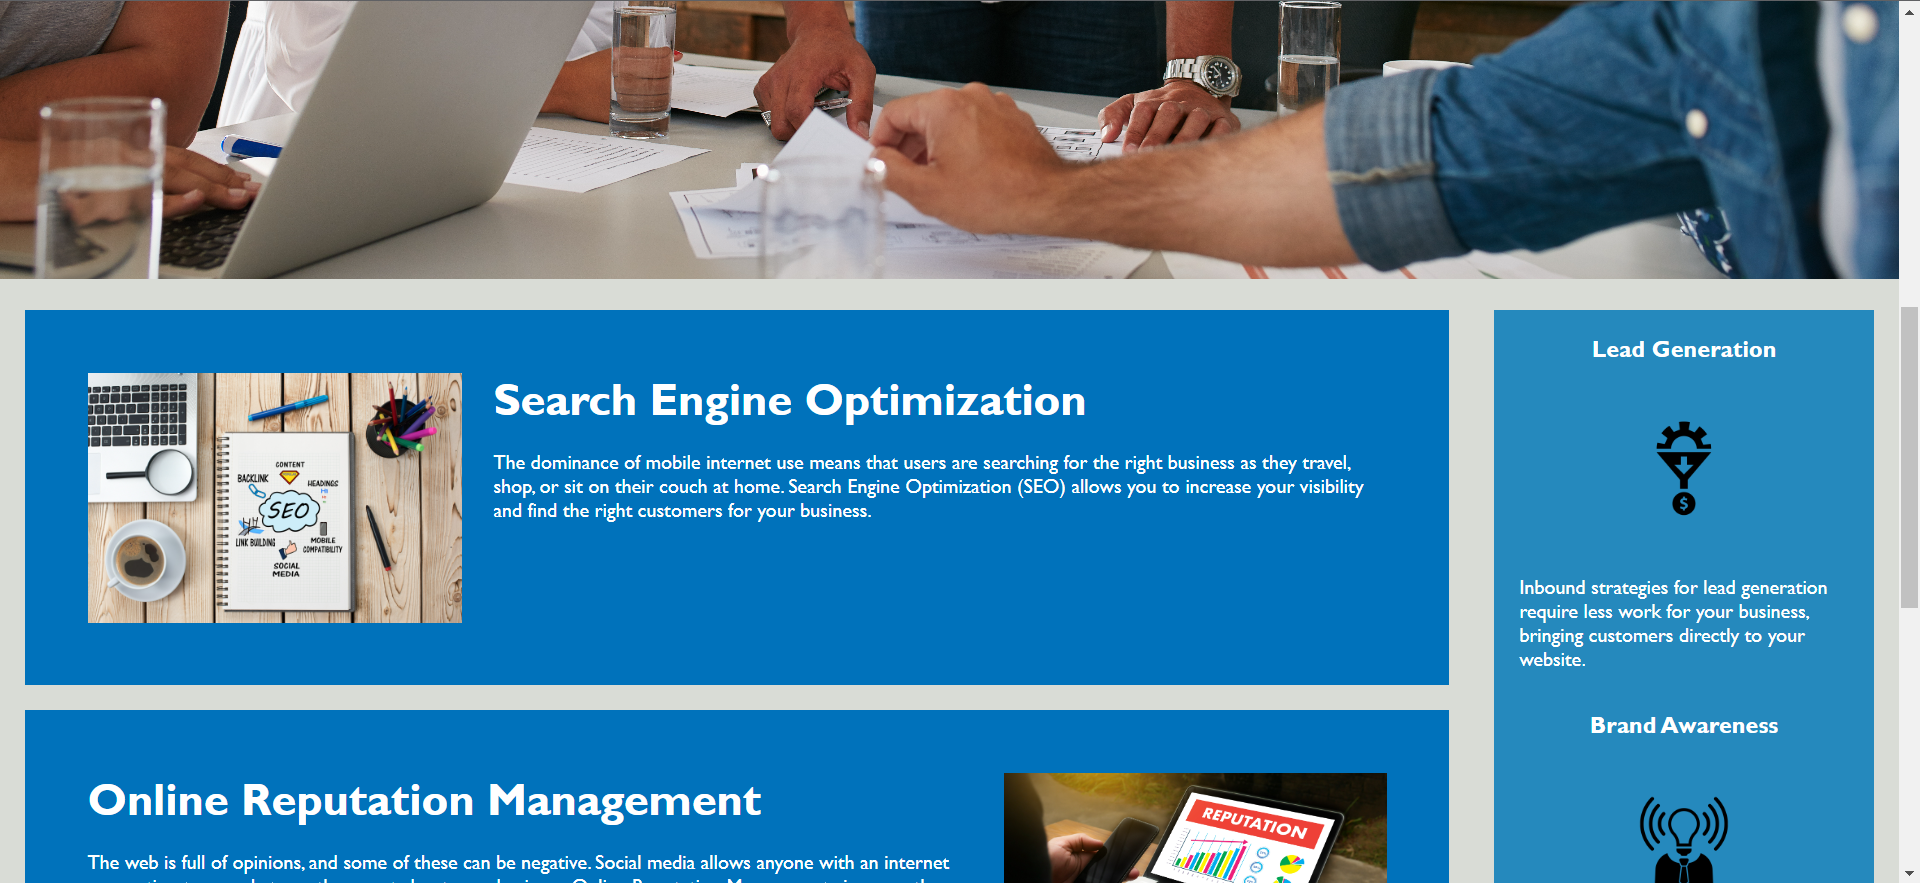 Search Engine Optimization
The dominance of mobile internet use means that users are searching for the right business as they travel,
shop, or sit on their couch at home. Search Engine Optimization (SEO) allows you to increase your visibility
and find the right customers for your business.
CONTENT
BACKLINK
HEADINGS
SEO
LINK BUILDING
MOBILE
COMPATIBILITY
SOCIAL
MEDIA
Online Reputation Management
The web is full of opinions, and some of these can be negative. Social media allows anyone with an internet
REPUTATION
Lead Generation
$
Inbound strategies for lead generation
require less work for your business,
bringing customers directly to your
website.
Brand Awareness